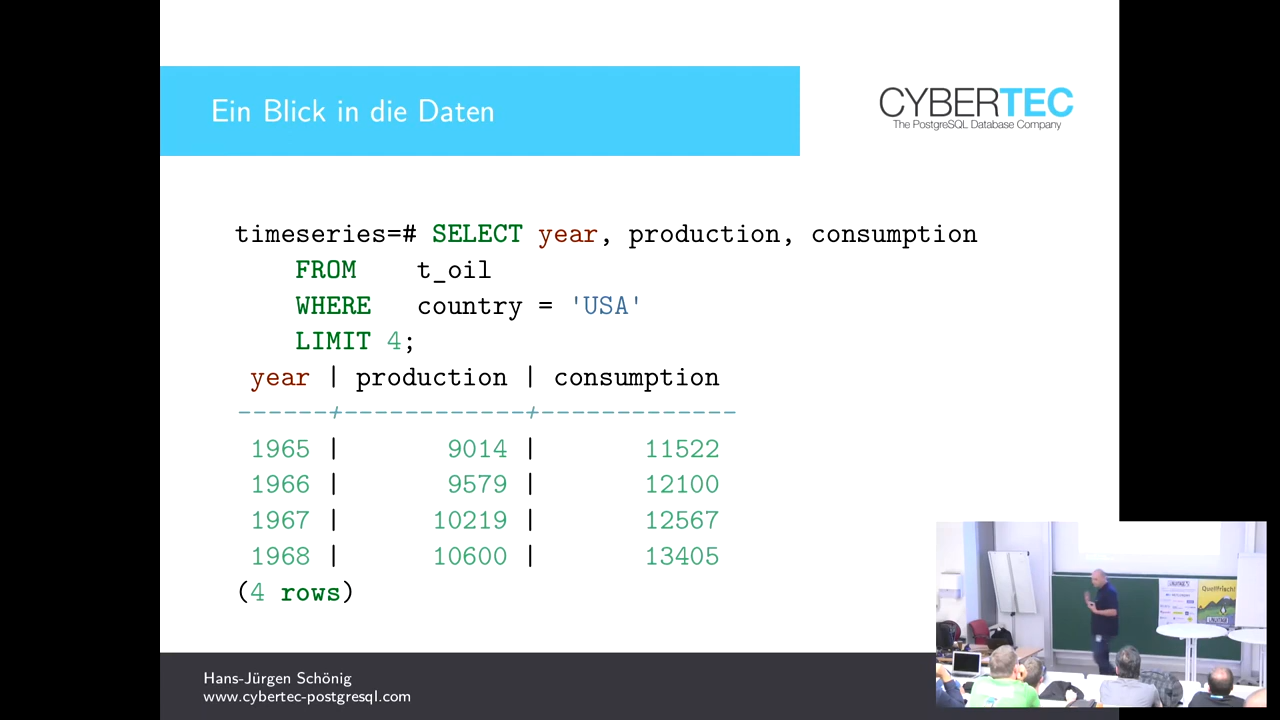 Ein Blick in die Daten
CYBERTEC
The PostgreSQL Database Company
timeseries=# SELECT year, production, consumption
FROM t_oil
WHERE country = 'USA'
LIMIT 4;
year | production | consumption
------+------------+-------------
1965 | 9014 | 11522
1966 | 9579 | 12100
1967 | 10219 | 12567
1968 | 10600 | 13405
(4 rows)
Hans-Jürgen Schönig
www.cybertec-postgresql.com